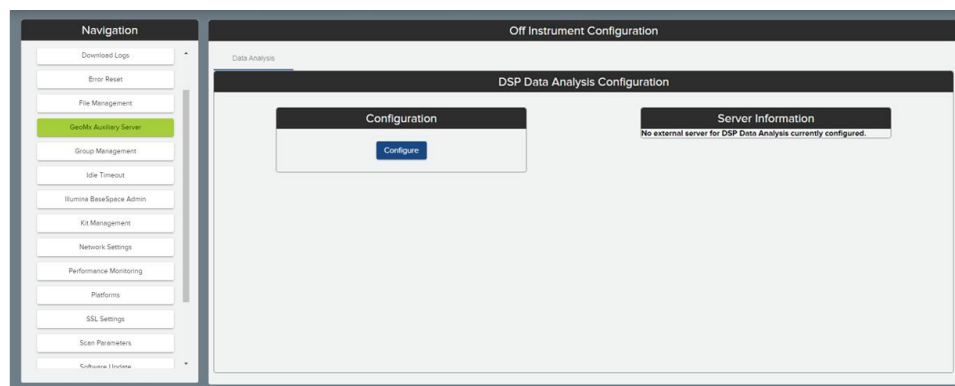 Navigation
Download Logs
Error Reset
File Management
GeoMx Auxiliary Server
Group Management
Idle Timeout
Illumina BaseSpace Admin
Kit Management
Network Settings
Performance Monitoring
Platforms
SSL Settings
Scan Parameters
Software Update
Off Instrument Configuration
Data Analysis
DSP Data Analysis Configuration
Configuration
Configure
Server Information
No external server for DSP Data Analysis currently configured.